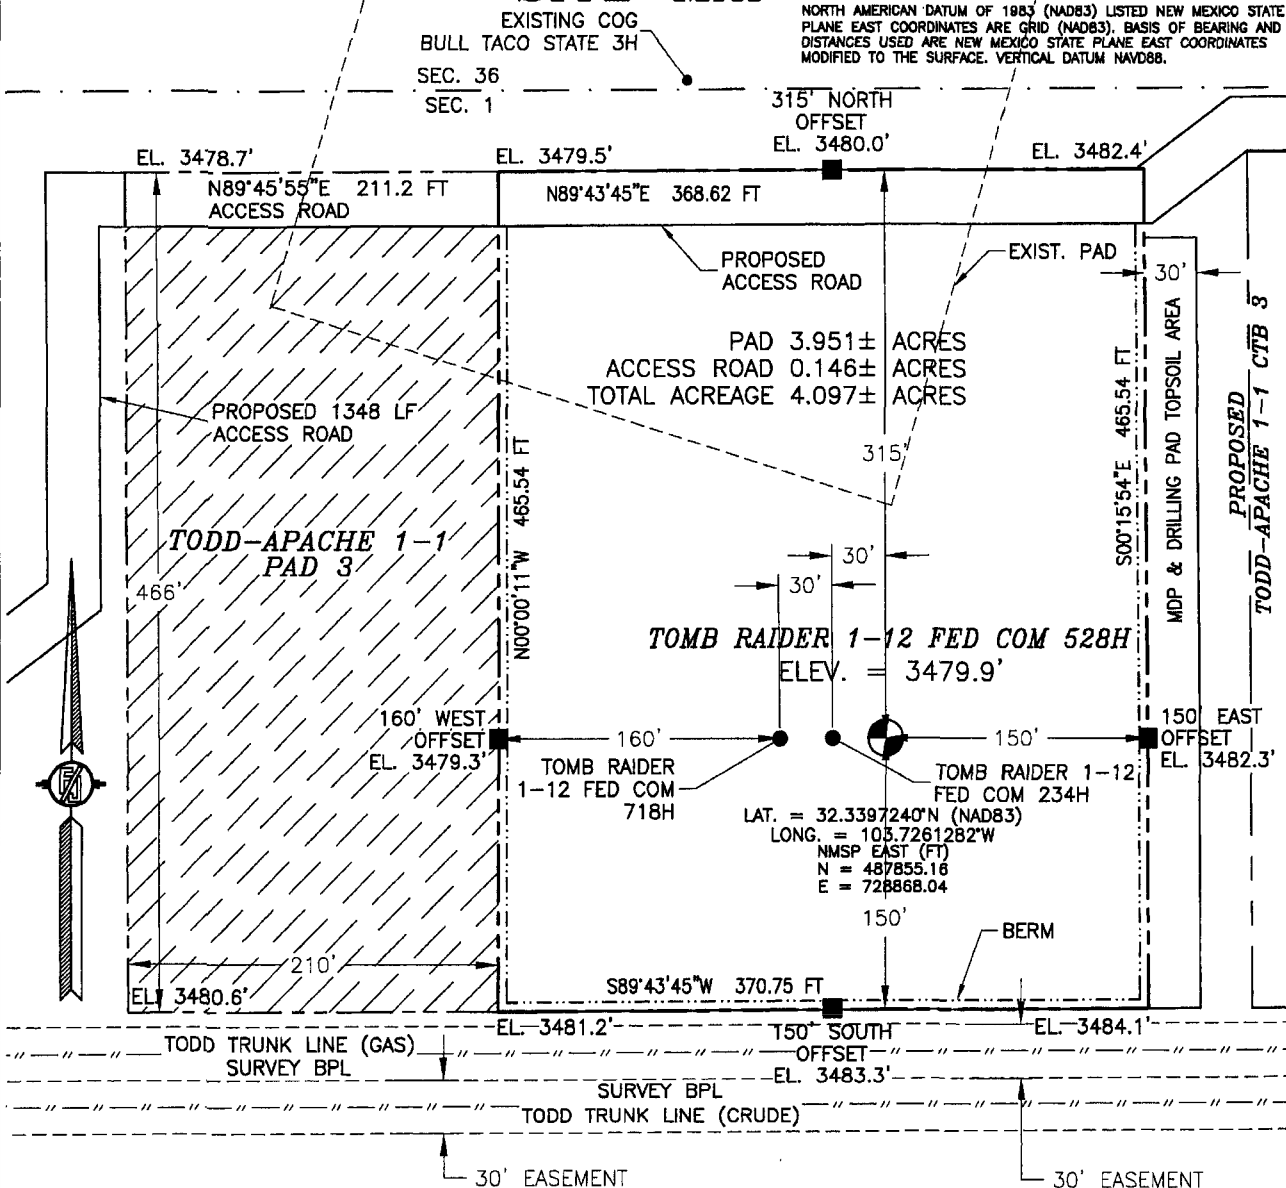 NORTH AMERICAN DATUM OF 1983 (NAD83) LISTED NEW MEXICO STATE
PLANE EAST COORDINATES ARE GRID (NAD83). BASIS OF BEARING AND
DISTANCES USED ARE NEW MEXICO STATE PLANE EAST COORDINATES
MODIFIED TO THE SURFACE. VERTICAL DATUM NAVD88.
EXISTING COG
BULL TACO STATE 3H
SEC. 36
SEC. 1
315' NORTH
OFFSET
EL. 3480.0'
EL. 3478.7'
EL. 3479.5'
EL. 3482.4'
N89°45'55"E 211.2 FT
ACCESS ROAD
N89°43'45"E 368.62 FT
PROPOSED
ACCESS ROAD
EXIST. PAD
30'
PAD 3.951± ACRES
ACCESS ROAD 0.146± ACRES
TOTAL ACREAGE 4.097± ACRES
PROPOSED 1348 LF
ACCESS ROAD
315'
N00°00'11"W 465.54 FT
S00°15'54"E 465.54 FT
MDP & DRILLING PAD TOPSOIL AREA
PROPOSED
TODD-APACHE 1-1 CTB 3
TODD-APACHE 1-1
PAD 3
466'
30'
30'
TOMB RAIDER 1-12 FED COM 528H
ELEV. = 3479.9'
160' WEST
OFFSET
EL. 3479.3'
160'
150'
150' EAST
OFFSET
EL. 3482.3'
TOMB RAIDER
1-12 FED COM
718H
TOMB RAIDER 1-12
FED COM 234H
LAT. = 32.3397240°N (NAD83)
LONG. = 103.7261282°W
NMSP EAST (FT)
N = 487855.16
E = 728868.04
150'
BERM
210'
S89°43'45"W 370.75 FT
EL. 3480.6'
EL. 3481.2'
150' SOUTH
OFFSET
EL. 3483.3'
EL. 3484.1'
TODD TRUNK LINE (GAS)
SURVEY BPL
SURVEY BPL
TODD TRUNK LINE (CRUDE)
30' EASEMENT
30' EASEMENT